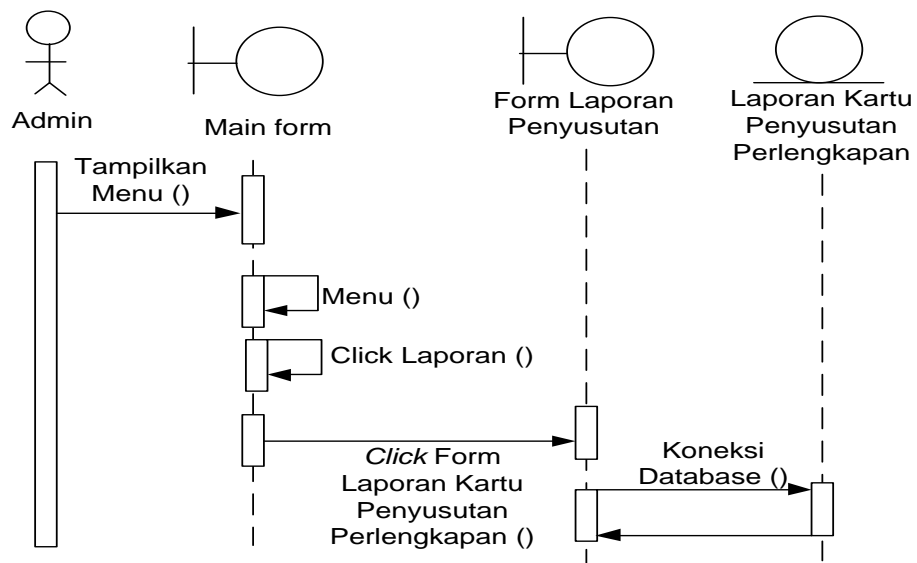 Admin
Main form
Form Laporan
Penyusutan
Laporan Kartu
Penyusutan
Perlengkapan
Tampilkan
Menu ()
Menu ()
Click Laporan ()
Click Form
Laporan Kartu
Penyusutan
Perlengkapan ()
Koneksi
Database ()